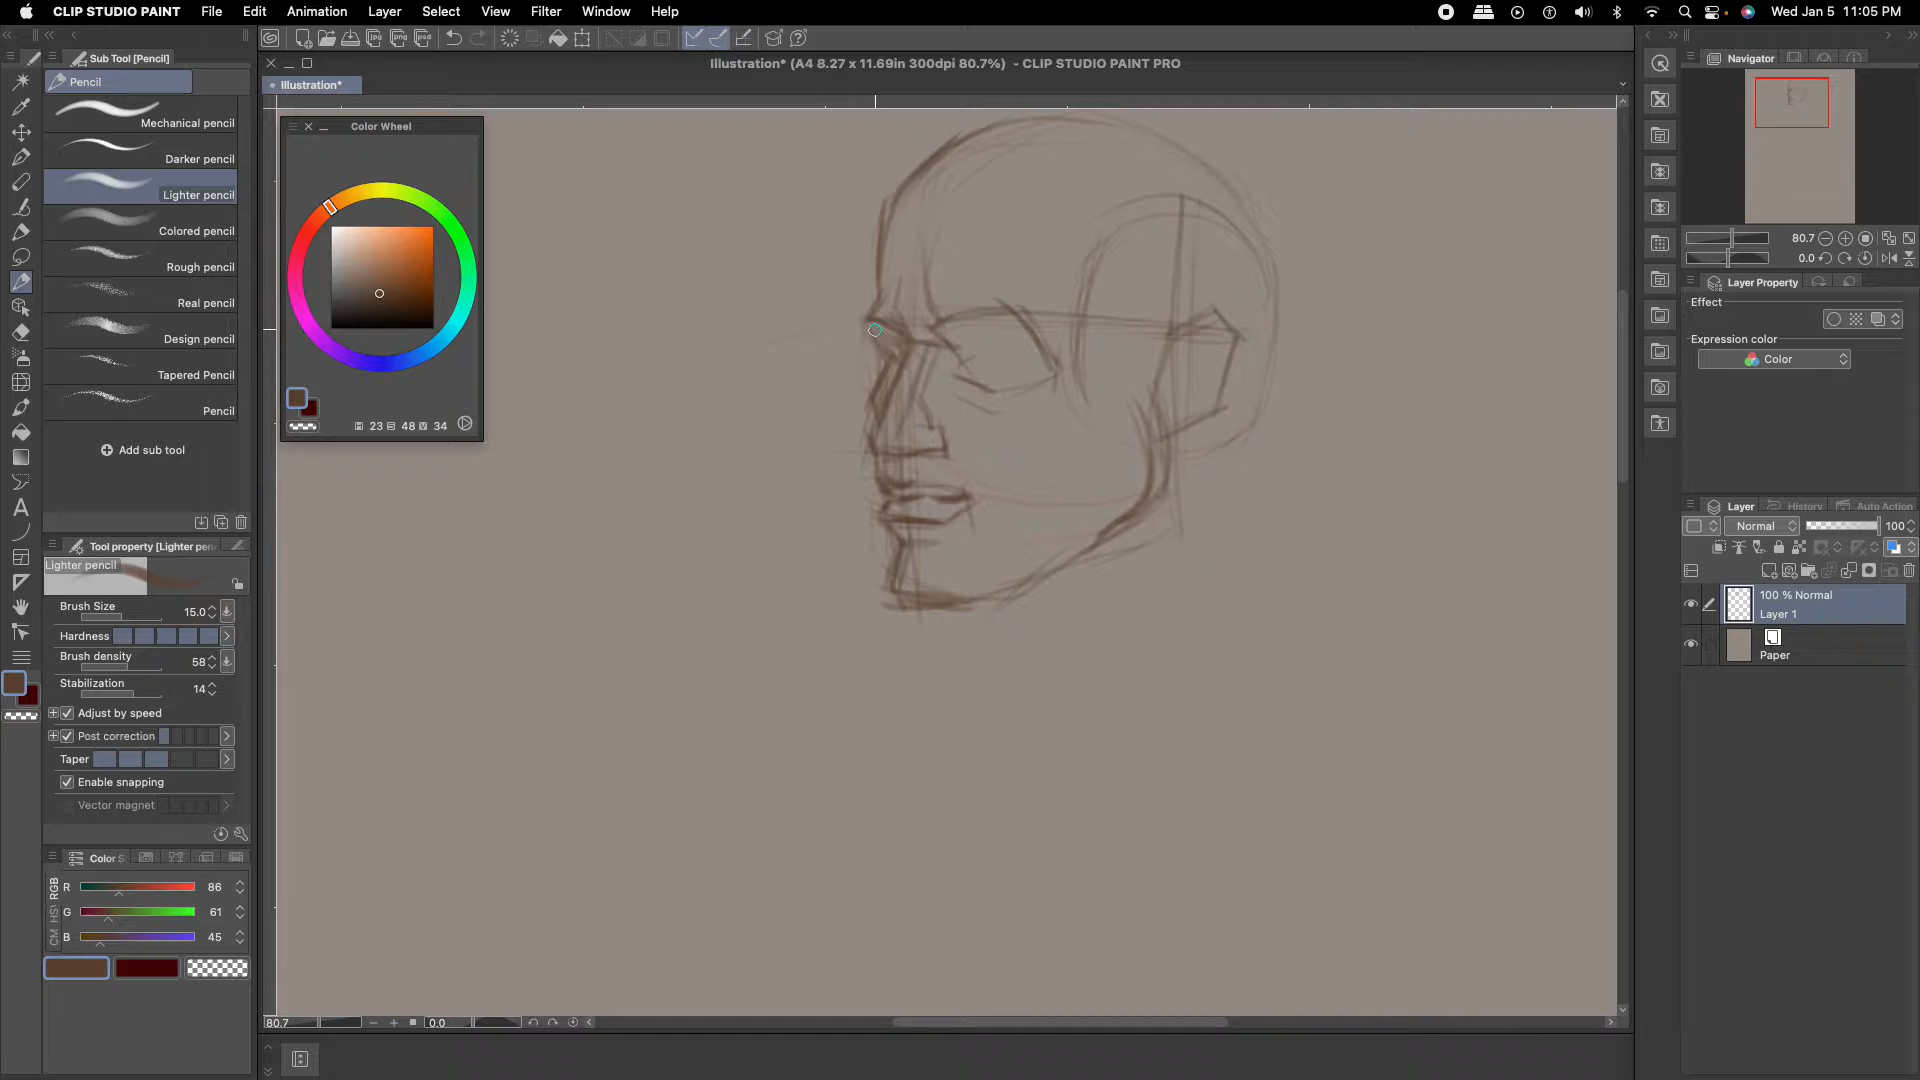 CLIP STUDIO PAINT File Edit Animation Layer Select View Filter Window Help Wed Jan 5 11:05 PM
Sub Tool [Pencil]
Pencil
Mechanical pencil
Darker pencil
Lighter pencil
Colored pencil
Rough pencil
Real pencil
Design pencil
Tapered Pencil
Pencil
Add sub tool
Tool property [Lighter pen
Lighter pencil
Brush Size 15.0
Hardness
Brush density 58
Stabilization 14
Adjust by speed
Post correction
Taper
Enable snapping
Vector magnet
Color S
RGB
HS
CM
R 86
G 61
B 45
Illustration* (A4 8.27 x 11.69in 300dpi 80.7%) - CLIP STUDIO PAINT PRO
Illustration*
Color Wheel
H 23 S 48 V 34
80.7 0.0
Navigator
80.7
0.0
Layer Property
Effect
Expression color
Color
Layer History Auto Action
Normal 100
100 % Normal
Layer 1
Paper